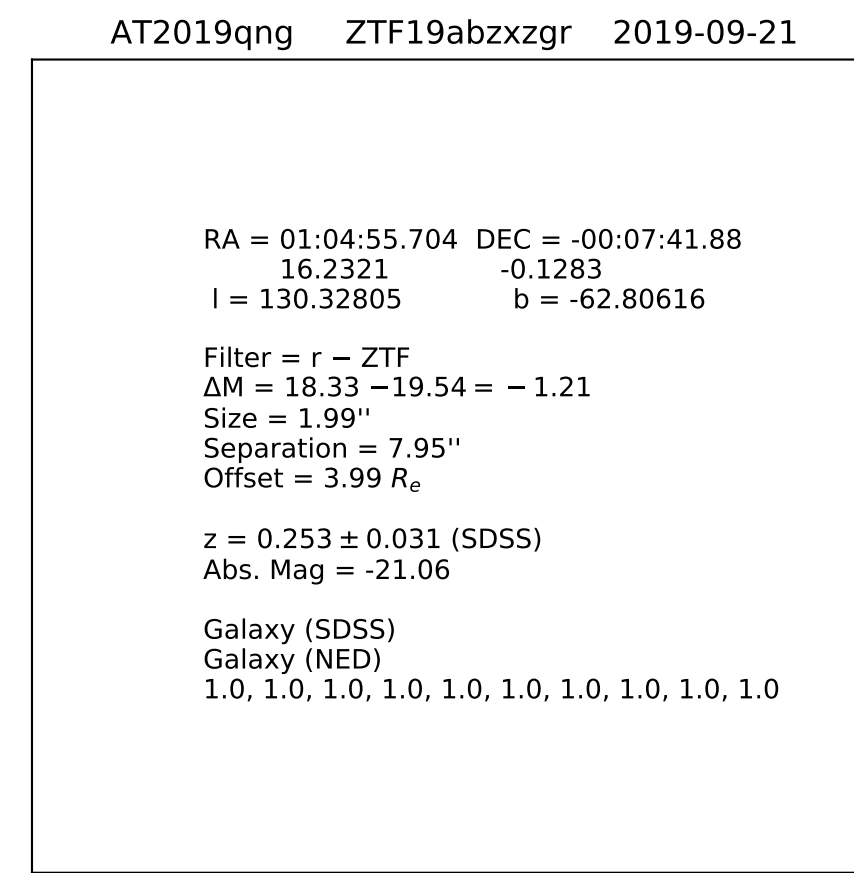 AT2019qng ZTF19abzxzgr 2019-09-21
RA = 01:04:55.704 DEC = -00:07:41.88
16.2321 -0.1283
l = 130.32805 b = -62.80616
Filter = r − ZTF
ΔM = 18.33 −19.54 = − 1.21
Size = 1.99''
Separation = 7.95''
Offset = 3.99 Rₑ
z = 0.253 ± 0.031 (SDSS)
Abs. Mag = -21.06
Galaxy (SDSS)
Galaxy (NED)
1.0, 1.0, 1.0, 1.0, 1.0, 1.0, 1.0, 1.0, 1.0, 1.0